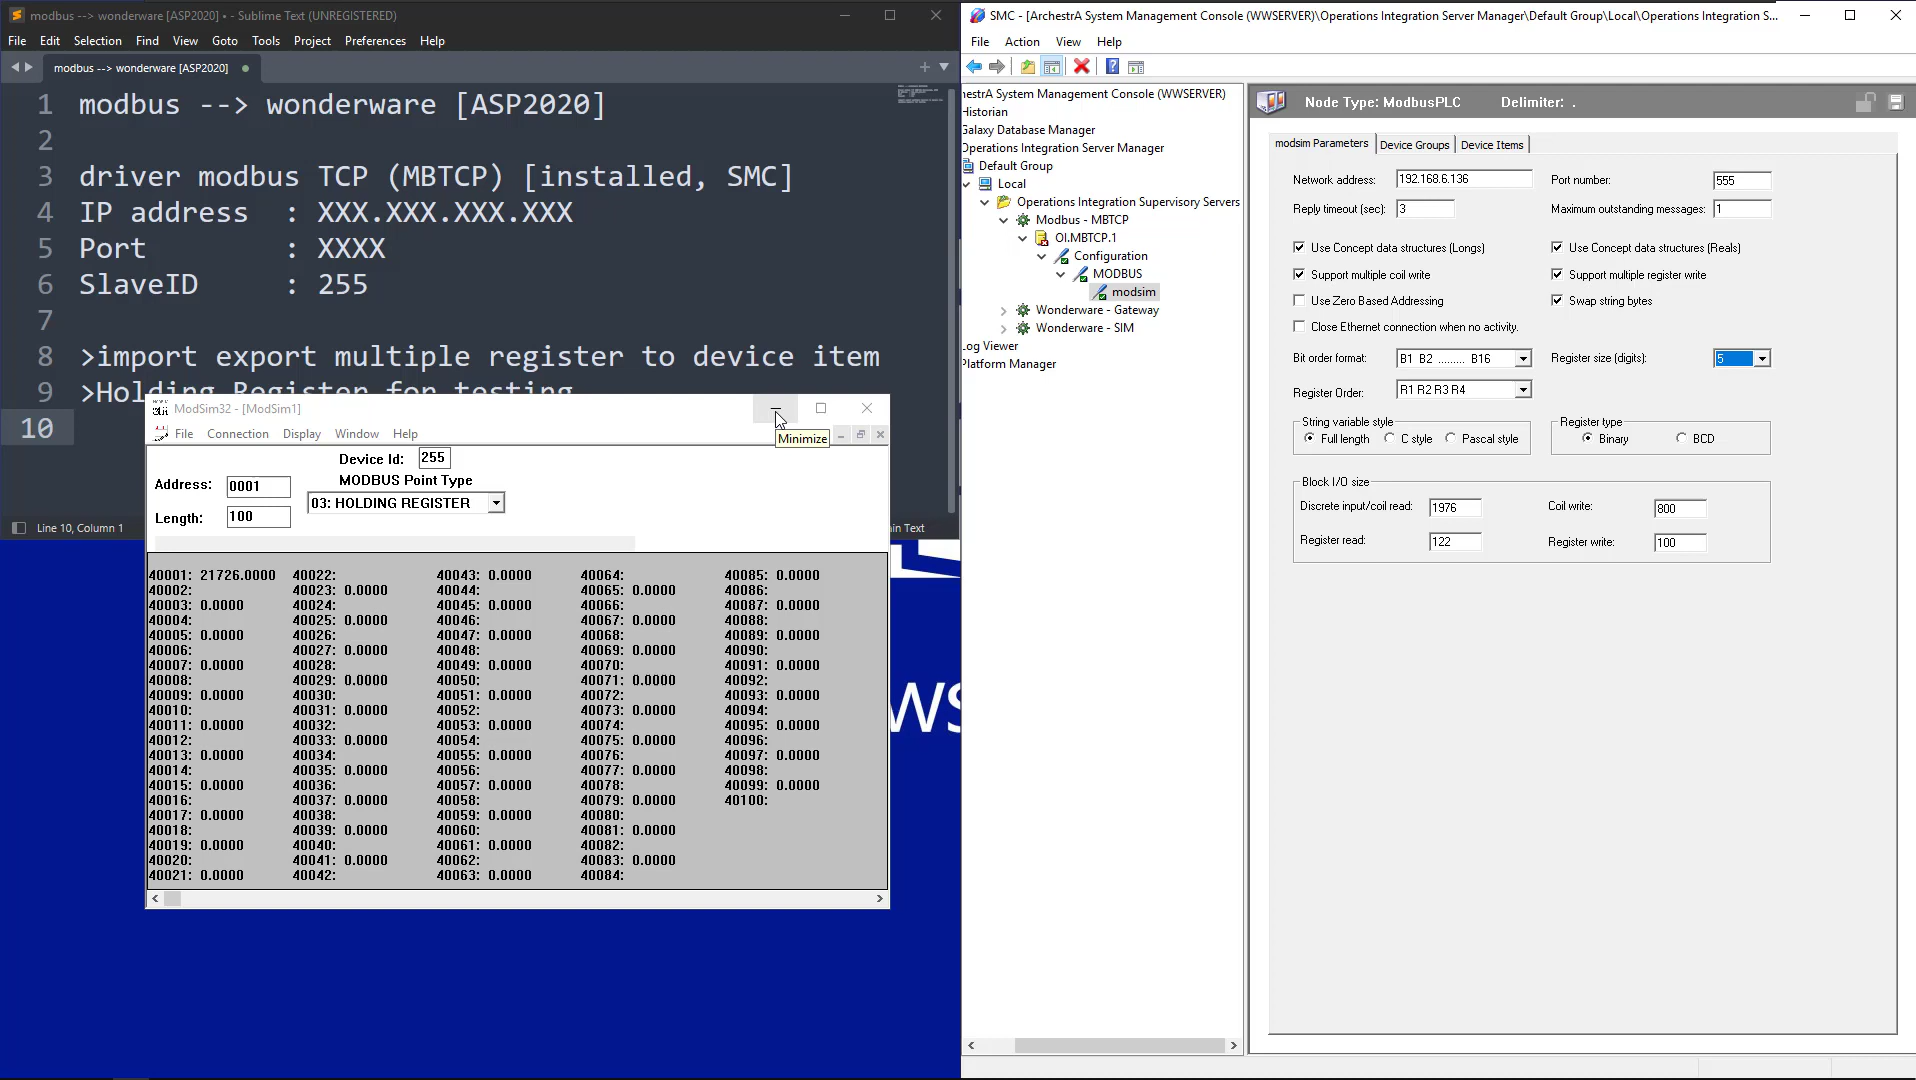 modbus --> wonderware [ASP2020] • - Sublime Text (UNREGISTERED)
File Edit Selection Find View Goto Tools Project Preferences Help
modbus --> wonderware [ASP2020]
1 modbus --> wonderware [ASP2020]
2
3 driver modbus TCP (MBTCP) [installed, SMC]
4 IP address : XXX.XXX.XXX.XXX
5 Port : XXXX
6 SlaveID : 255
7
8 >import export multiple register to device item
9 >Holding Register for testing
10
Line 10, Column 1
ain Text
ModSim32 - [ModSim1]
File Connection Display Window Help
Minimize
Device Id: 255
Address: 0001
MODBUS Point Type
03: HOLDING REGISTER
Length: 100
40001: 21726.0000 40022: 40043: 0.0000 40064: 40085: 0.0000
40002: 40023: 0.0000 40044: 40065: 0.0000 40086:
40003: 0.0000 40024: 40045: 0.0000 40066: 40087: 0.0000
40004: 40025: 0.0000 40046: 40067: 0.0000 40088:
40005: 0.0000 40026: 40047: 0.0000 40068: 40089: 0.0000
40006: 40027: 0.0000 40048: 40069: 0.0000 40090:
40007: 0.0000 40028: 40049: 0.0000 40070: 40091: 0.0000
40008: 40029: 0.0000 40050: 40071: 0.0000 40092:
40009: 0.0000 40030: 40051: 0.0000 40072: 40093: 0.0000
40010: 40031: 0.0000 40052: 40073: 0.0000 40094:
40011: 0.0000 40032: 40053: 0.0000 40074: 40095: 0.0000
40012: 40033: 0.0000 40054: 40075: 0.0000 40096:
40013: 0.0000 40034: 40055: 0.0000 40076: 40097: 0.0000
40014: 40035: 0.0000 40056: 40077: 0.0000 40098:
40015: 0.0000 40036: 40057: 0.0000 40078: 40099: 0.0000
40016: 40037: 0.0000 40058: 40079: 0.0000 40100:
40017: 0.0000 40038: 40059: 0.0000 40080:
40018: 40039: 0.0000 40060: 40081: 0.0000
40019: 0.0000 40040: 40061: 0.0000 40082:
40020: 40041: 0.0000 40062: 40083: 0.0000
40021: 0.0000 40042: 40063: 0.0000 40084:
WS
SMC - [ArchestrA System Management Console (WWSERVER)\Operations Integration Server Manager\Default Group\Local\Operations Integration S...
File Action View Help
hestrA System Management Console (WWSERVER)
Historian
Galaxy Database Manager
Operations Integration Server Manager
Default Group
Local
Operations Integration Supervisory Servers
Modbus - MBTCP
OI.MBTCP.1
Configuration
MODBUS
modsim
Wonderware - Gateway
Wonderware - SIM
Log Viewer
Platform Manager
Node Type: ModbusPLC Delimiter: .
modsim Parameters Device Groups Device Items
Network address: 192.168.6.136 Port number: 555
Reply timeout (sec): 3 Maximum outstanding messages: 1
Use Concept data structures (Longs) Use Concept data structures (Reals)
Support multiple coil write Support multiple register write
Use Zero Based Addressing Swap string bytes
Close Ethernet connection when no activity.
Bit order format: B1 B2 ......... B16 Register size (digits): 5
Register Order: R1 R2 R3 R4
String variable style Register type
Full length C style Pascal style Binary BCD
Block I/O size
Discrete input/coil read: 1976 Coil write: 800
Register read: 122 Register write: 100